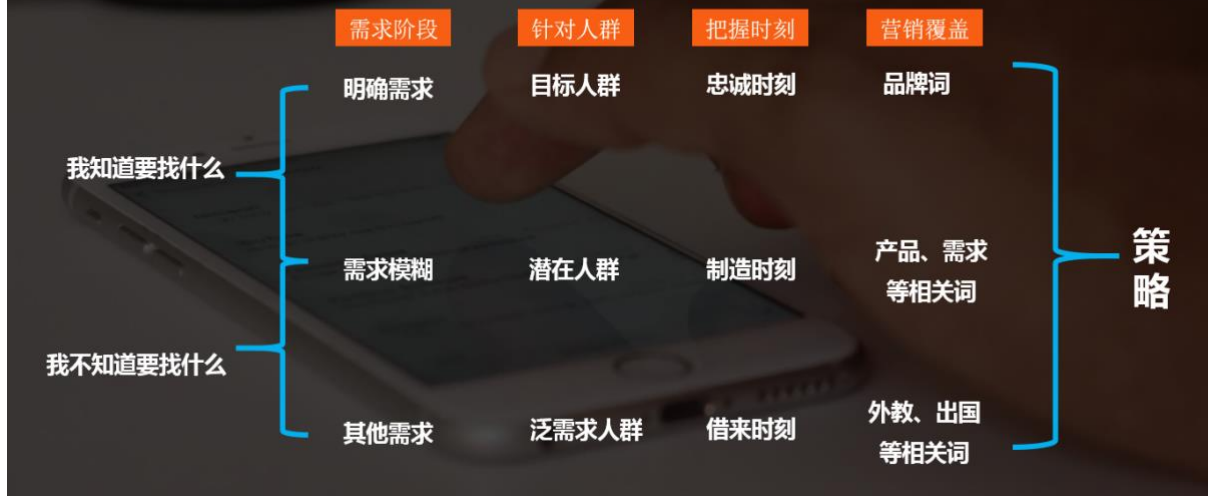 需求阶段 针对人群 把握时刻 营销覆盖
明确需求 目标人群 忠诚时刻 品牌词
我知道要找什么
需求模糊 潜在人群 制造时刻 产品、需求
等相关词
策
略
我不知道要找什么
其他需求 泛需求人群 借来时刻 外教、出国
等相关词